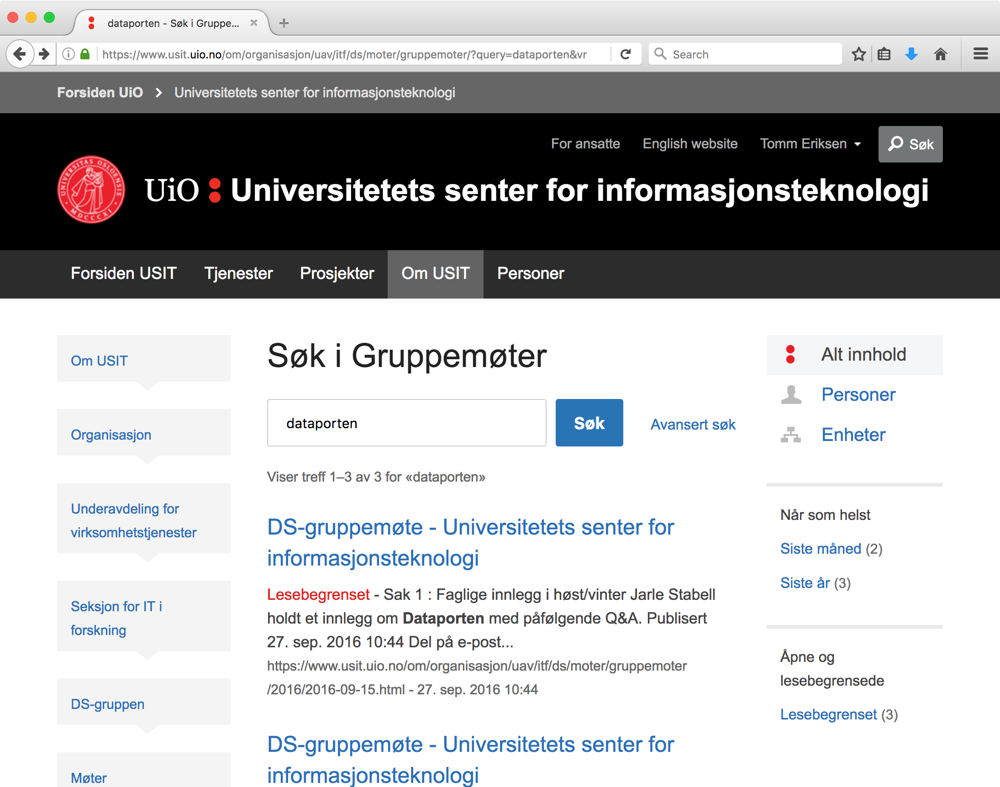 dataporten - Søk i Gruppe...
https://www.usit.uio.no/om/organisasjon/uav/itf/ds/moter/gruppemoter/?query=dataporten&vr
Search
Forsiden UiO
Universitetets senter for informasjonsteknologi
For ansatte
English website
Tomm Eriksen
Søk
UNIVERSITAS OSLOENSIS
MDCCCXI
UiO
Universitetets senter for informasjonsteknologi
Forsiden USIT
Tjenester
Prosjekter
Om USIT
Personer
Om USIT
Organisasjon
Underavdeling for
virksomhetstjenester
Seksjon for IT i
forskning
DS-gruppen
Møter
Søk i Gruppemøter
dataporten
Søk
Avansert søk
Viser treff 1–3 av 3 for «dataporten»
DS-gruppemøte - Universitetets senter for
informasjonsteknologi
Lesebegrenset - Sak 1 : Faglige innlegg i høst/vinter Jarle Stabell
holdt et innlegg om Dataporten med påfølgende Q&A. Publisert
27. sep. 2016 10:44 Del på e-post...
https://www.usit.uio.no/om/organisasjon/uav/itf/ds/moter/gruppemoter
/2016/2016-09-15.html - 27. sep. 2016 10:44
DS-gruppemøte - Universitetets senter for
informasjonsteknologi
Alt innhold
Personer
Enheter
Når som helst
Siste måned (2)
Siste år (3)
Åpne og
lesebegrensede
Lesebegrenset (3)